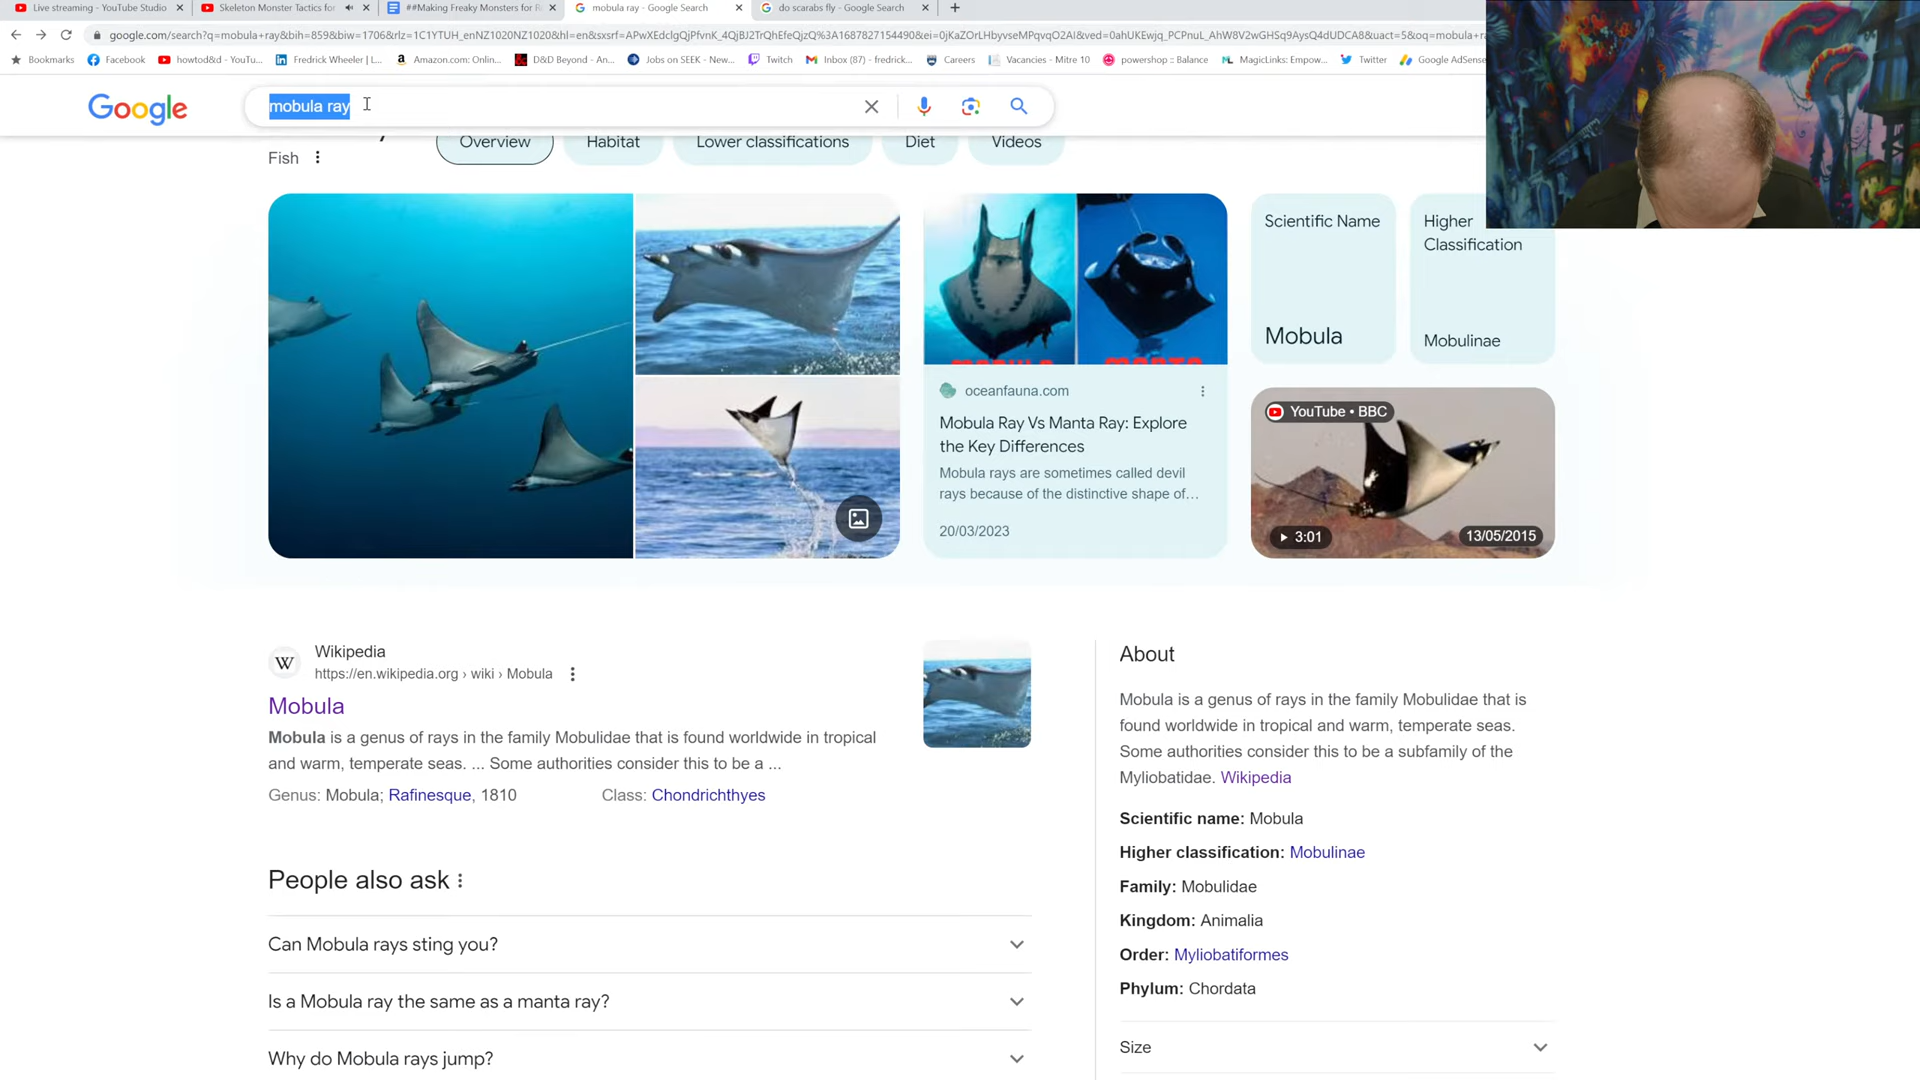 Live streaming - YouTube Studio
Skeleton Monster Tactics for
##Making Freaky Monsters for R
mobula ray - Google Search
do scarabs fly - Google Search
Bookmarks
Facebook
howtod&d - YouTu...
Fredrick Wheeler | L...
Amazon.com: Onlin...
D&D Beyond - An...
Jobs on SEEK - New...
Twitch
Inbox (87) - fredrick...
Careers
Vacancies - Mitre 10
powershop :: Balance
MagicLinks: Empow...
Twitter
Google AdSense
Google
mobula ray
Fish
Overview
Habitat
Lower classifications
Diet
Videos
oceanfauna.com
Mobula Ray Vs Manta Ray: Explore
the Key Differences
Mobula rays are sometimes called devil
rays because of the distinctive shape of...
20/03/2023
Scientific Name
Mobula
Higher
Classification
Mobulinae
YouTube • BBC
3:01
13/05/2015
W
Wikipedia
https://en.wikipedia.org › wiki › Mobula
Mobula
Mobula is a genus of rays in the family Mobulidae that is found worldwide in tropical
and warm, temperate seas. ... Some authorities consider this to be a ...
Genus: Mobula; Rafinesque, 1810
Class: Chondrichthyes
People also ask
Can Mobula rays sting you?
Is a Mobula ray the same as a manta ray?
Why do Mobula rays jump?
About
Mobula is a genus of rays in the family Mobulidae that is
found worldwide in tropical and warm, temperate seas.
Some authorities consider this to be a subfamily of the
Myliobatidae. Wikipedia
Scientific name: Mobula
Higher classification: Mobulinae
Family: Mobulidae
Kingdom: Animalia
Order: Myliobatiformes
Phylum: Chordata
Size